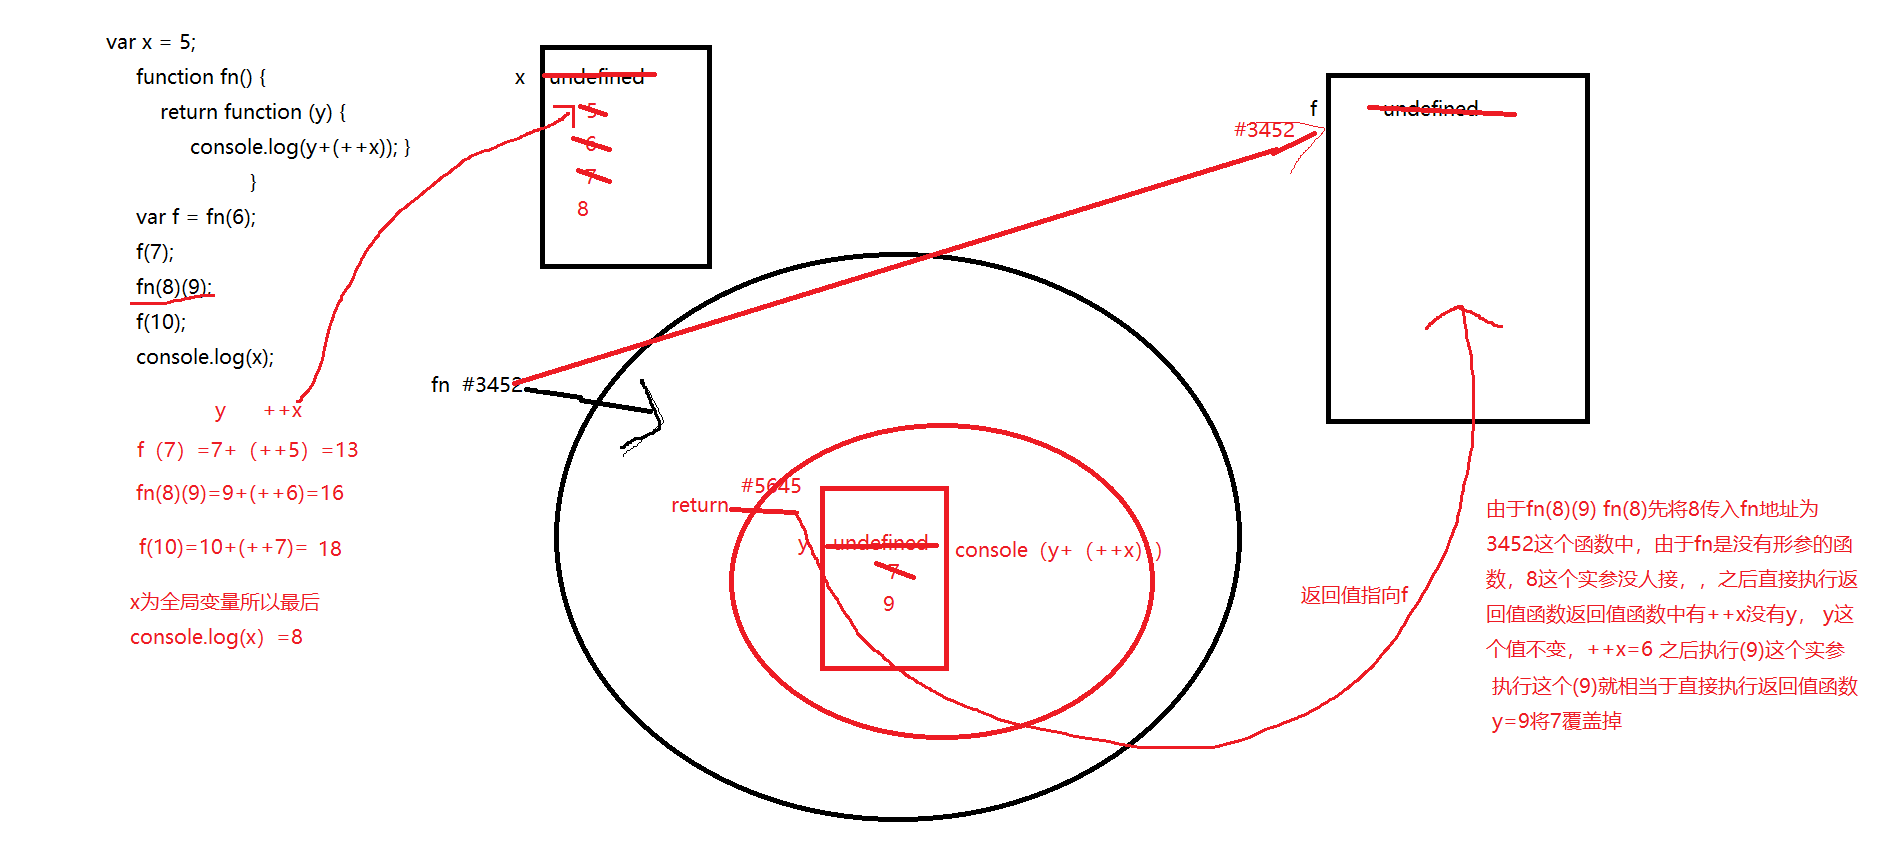 var x = 5;
function fn() {
return function (y) {
console.log(y+(++x)); }
}
var f = fn(6);
f(7);
fn(8)(9);
f(10);
console.log(x);
y ++x
f（7）=7+（++5）=13
fn(8)(9)=9+(++6)=16
f(10)=10+(++7)= 18
x为全局变量所以最后
console.log(x）=8
x undefined
5
6
7
8
fn #3452
#5645
return
y undefined
7
9
console（y+（++x））
f undefined
#3452
返回值指向f
由于fn(8)(9) fn(8)先将8传入fn地址为
3452这个函数中，由于fn是没有形参的函
数，8这个实参没人接，，之后直接执行返
回值函数返回值函数中有++x没有y， y这
个值不变，++x=6 之后执行(9)这个实参
执行这个(9)就相当于直接执行返回值函数
y=9将7覆盖掉